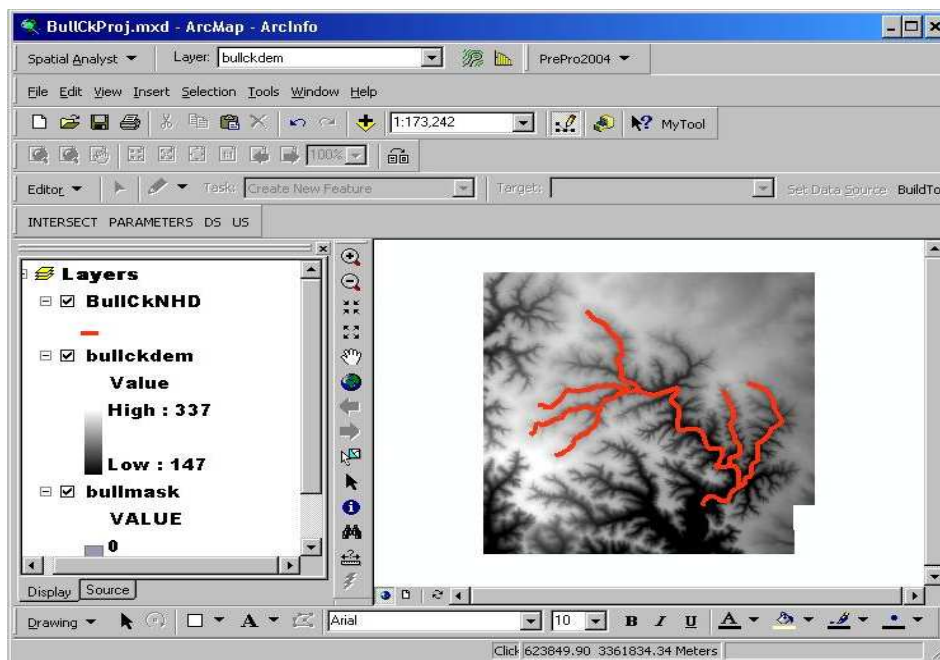 BullCkProj.mxd - ArcMap - ArcInfo
Spatial Analyst Layer: bullckdem PrePro2004
File Edit View Insert Selection Tools Window Help
1:173,242 MyTool
100%
Editor Task: Create New Feature Target: Set Data Source BuildTo
INTERSECT PARAMETERS DS US
Layers
BullCkNHD
bullckdem
Value
High : 337
Low : 147
bullmask
VALUE
0
Display Source
Drawing A Arial 10 B I U A
Click 623849.90 3361834.34 Meters